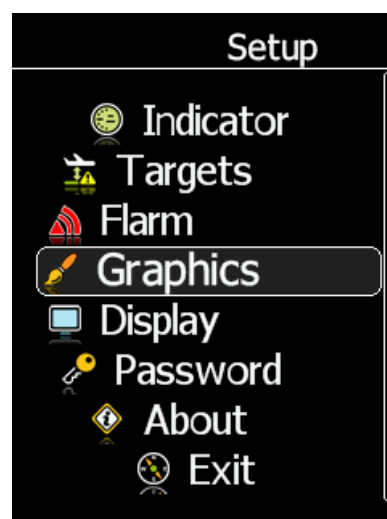 Setup
Indicator
Targets
Flarm
Graphics
Display
Password
About
Exit